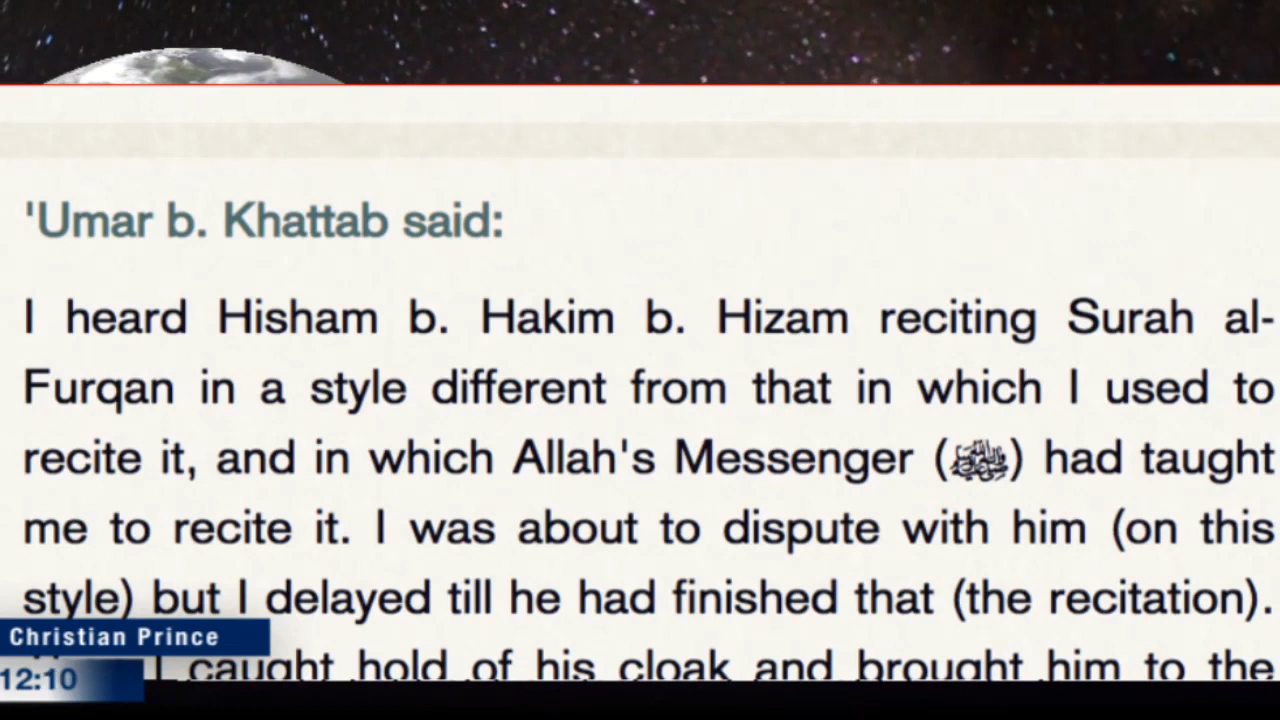 'Umar b. Khattab said:
I heard Hisham b. Hakim b. Hizam reciting Surah al-
Furqan in a style different from that in which I used to
recite it, and in which Allah's Messenger (ﷺ) had taught
me to recite it. I was about to dispute with him (on this
style) but I delayed till he had finished that (the recitation).
I caught hold of his cloak and brought him to the
Christian Prince
12:10